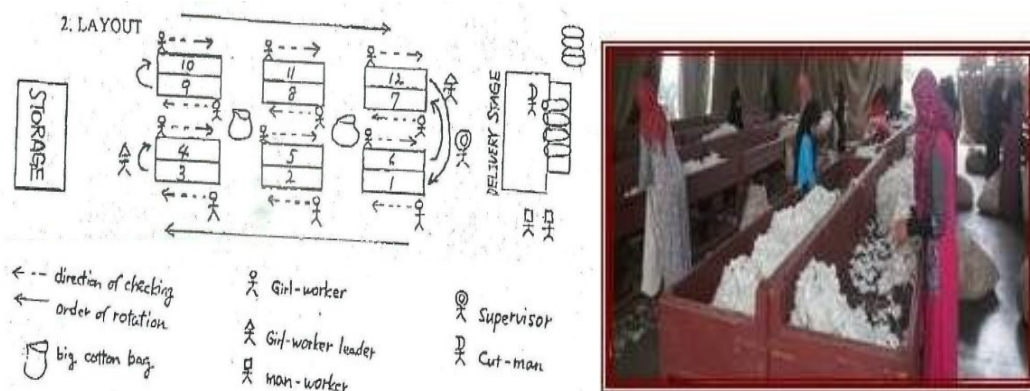 2. LAYOUT
STORAGE
10
9
4
3
11
8
5
2
12
7
6
1
DELIVERY STAGE
direction of checking
order of rotation
big cotton bag
Girl-worker
Girl-worker leader
man-worker
Supervisor
Cut-man